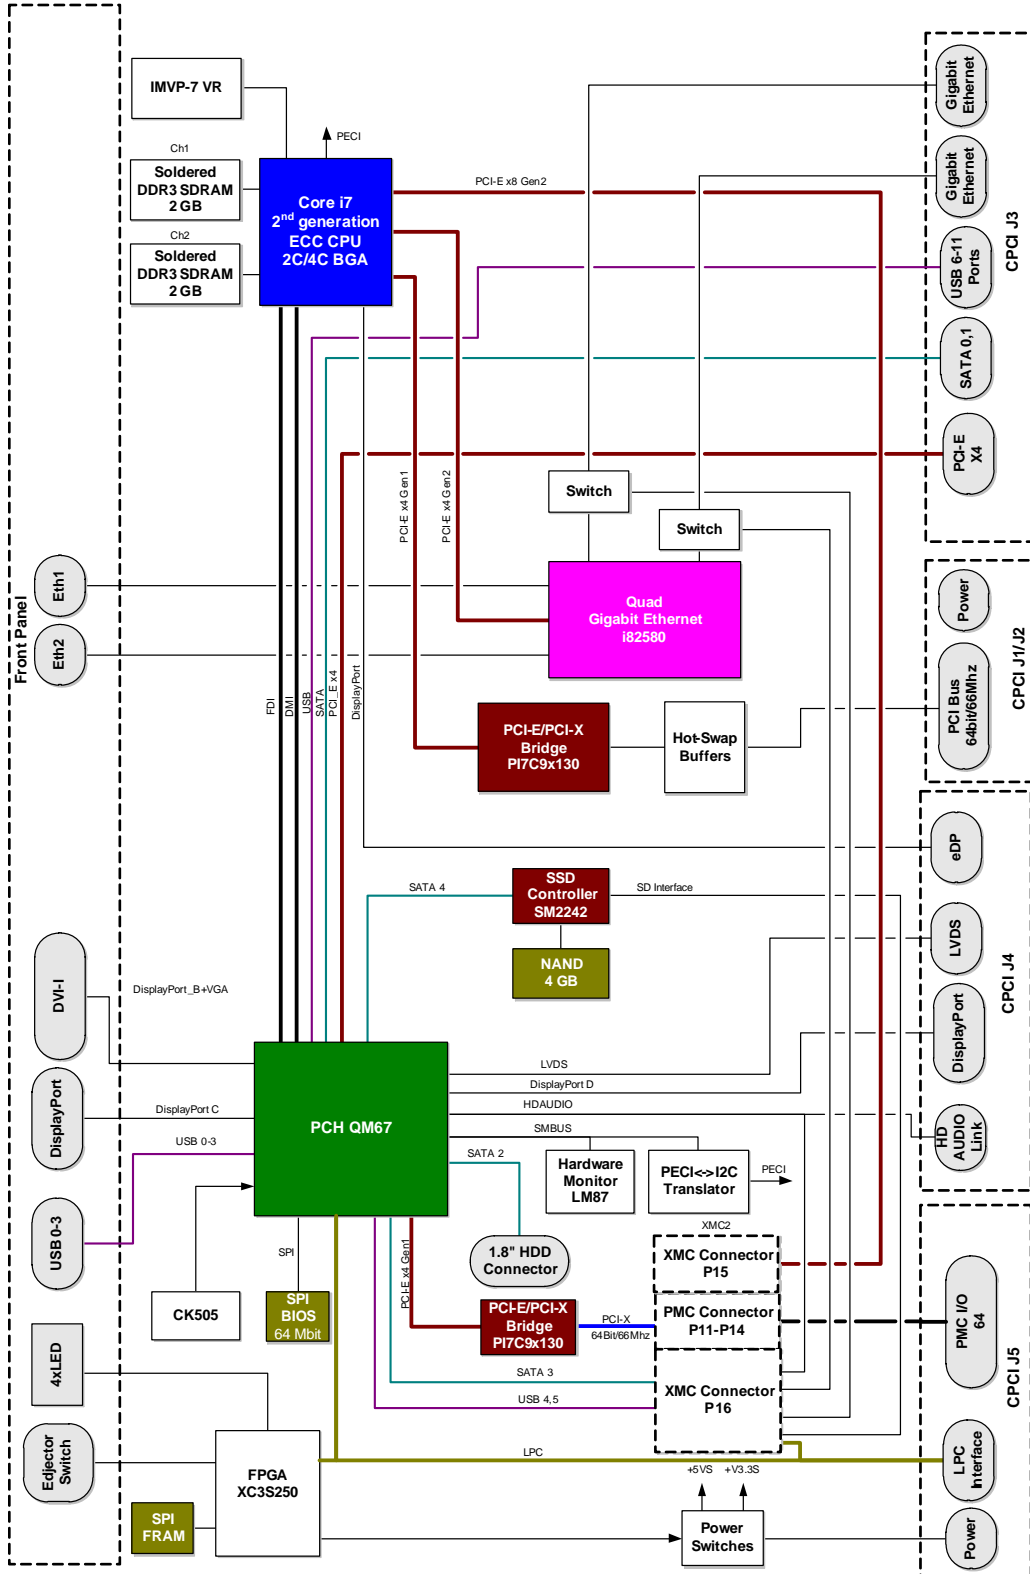 IMVP-7 VR
PECI
Ch1
Soldered
DDR3 SDRAM
2 GB
Ch2
Soldered
DDR3 SDRAM
2 GB
Core i7
2nd generation
ECC CPU
2C/4C BGA
PCI-E x8 Gen2
Gigabit
Ethernet
Gigabit
Ethernet
USB 6-11
Ports
SATA 0,1
PCI-E
X4
CPCI J3
PCI-E x4 Gen1
PCI-E x4 Gen2
Switch
Switch
Front Panel
Eth1
Eth2
Quad
Gigabit Ethernet
i82580
Power
PCI Bus
64bit/66Mhz
CPCI J1/J2
FDI
DMI
USB
SATA
PCI_E x4
DisplayPort
PCI-E/PCI-X
Bridge
PI7C9x130
Hot-Swap
Buffers
eDP
LVDS
DisplayPort
HD
AUDIO
Link
CPCI J4
SATA 4
SSD
Controller
SM2242
SD Interface
NAND
4 GB
DVI-I
DisplayPort_B+VGA
DisplayPort
DisplayPort C
USB 0-3
USB 0-3
PCH QM67
LVDS
DisplayPort D
HDAUDIO
SMBUS
SATA 2
Hardware
Monitor
LM87
PECI<->I2C
Translator
PECI
CK505
SPI
SPI
BIOS
64 Mbit
PCI-E x4 Gen1
1.8" HDD
Connector
XMC2
XMC Connector
P15
PCI-E/PCI-X
Bridge
PI7C9x130
PCI-X
64Bit/66Mhz
PMC Connector
P11-P14
PMC I/O
64
SATA 3
USB 4,5
XMC Connector
P16
CPCI J5
4xLED
Edjector
Switch
FPGA
XC3S250
LPC
LPC
Interface
SPI
FRAM
+5VS
+V3.3S
Power
Switches
Power